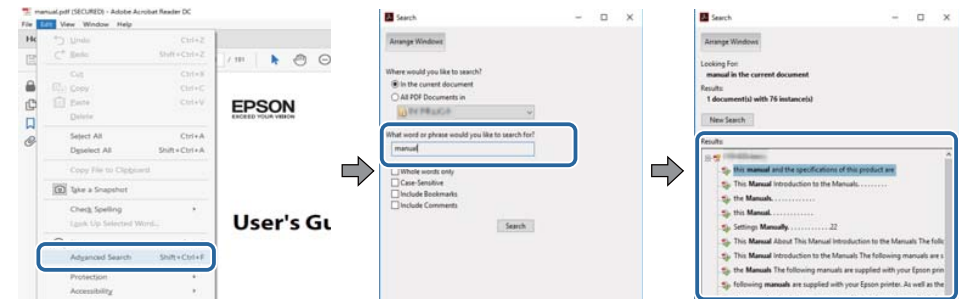 manual.pdf (SECURED) - Adobe Acrobat Reader DC
File Edit View Window Help
Undo Ctrl+Z
Redo Shift+Ctrl+Z
Cut Ctrl+X
Copy Ctrl+C
Paste Ctrl+V
Delete
Select All Ctrl+A
Deselect All Shift+Ctrl+A
Copy File to Clipboard
Take a Snapshot
Check Spelling
Look Up Selected Word...
Advanced Search Shift+Ctrl+F
Protection
Accessibility
/ 191
EPSON
EXCEED YOUR VISION
User's Gu
Search
Arrange Windows
Where would you like to search?
In the current document
All PDF Documents in
What word or phrase would you like to search for?
manual
Whole words only
Case-Sensitive
Include Bookmarks
Include Comments
Search
Search
Arrange Windows
Looking For:
manual in the current document
Results:
1 document(s) with 76 instance(s)
New Search
Results:
this manual and the specifications of this product are
This Manual Introduction to the Manuals. . . . . . . . .
the Manuals. . . . . . . . . . . .
this Manual. . . . . . . . . . . .
Settings Manually. . . . . . . . . . . .22
This Manual About This Manual Introduction to the Manuals The follo
This Manual Introduction to the Manuals The following manuals are s
the Manuals The following manuals are supplied with your Epson prin
following manuals are supplied with your Epson printer. As well as the